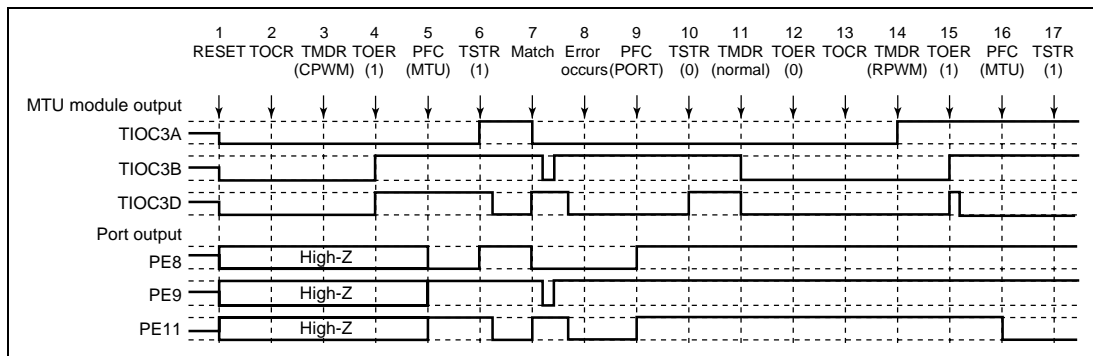 1 2 3 4 5 6 7 8 9 10 11 12 13 14 15 16 17
RESET TOCR TMDR TOER PFC TSTR Match Error PFC TSTR TMDR TOER TOCR TMDR TOER PFC TSTR
(CPWM) (1) (MTU) (1) occurs (PORT) (0) (normal) (0) (RPWM) (1) (MTU) (1)
MTU module output
TIOC3A
TIOC3B
TIOC3D
Port output
PE8 High-Z
PE9 High-Z
PE11 High-Z